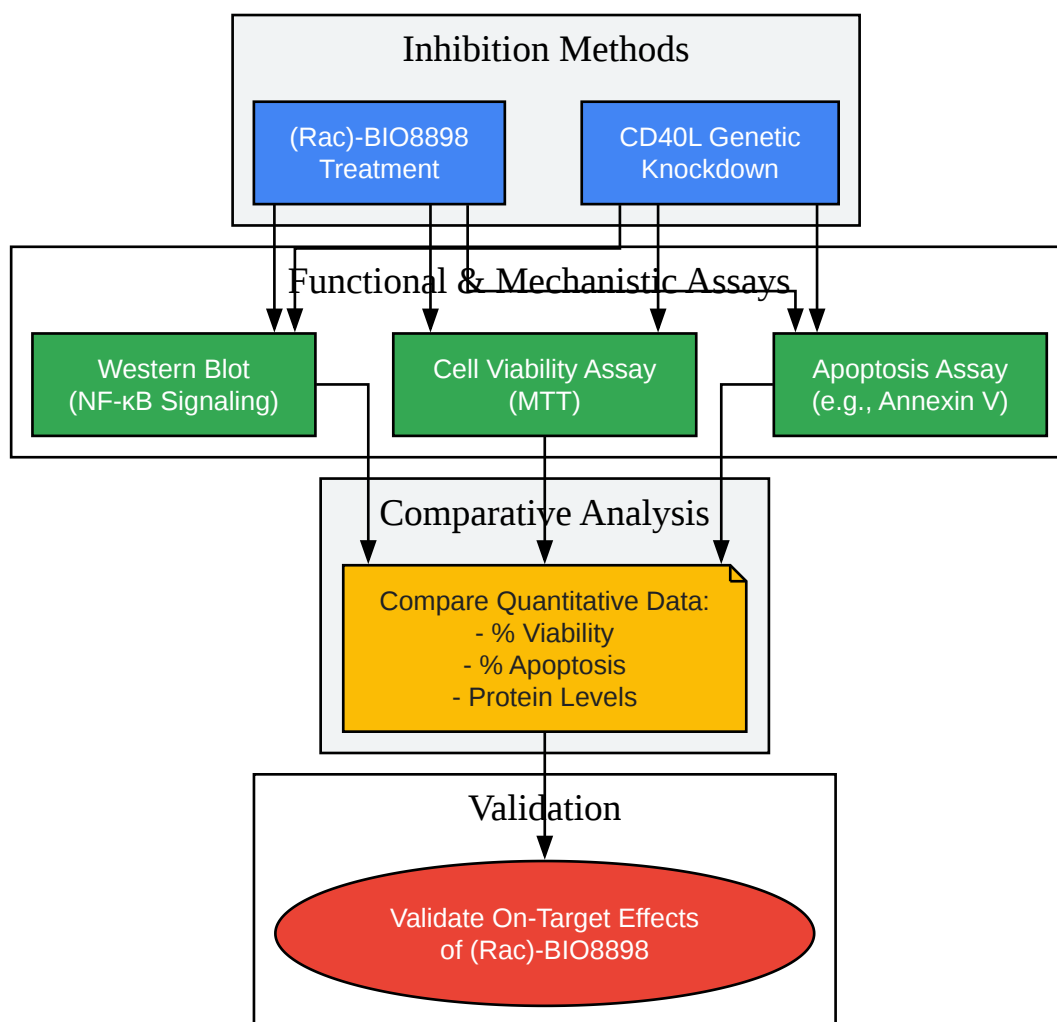 Inhibition Methods
(Rac)-BIO8898
Treatment
CD40L Genetic
Knockdown
Functional & Mechanistic Assays
Western Blot
(NF-κB Signaling)
Cell Viability Assay
(MTT)
Apoptosis Assay
(e.g., Annexin V)
Comparative Analysis
Compare Quantitative Data:
- % Viability
- % Apoptosis
- Protein Levels
Validation
Validate On-Target Effects
of (Rac)-BIO8898